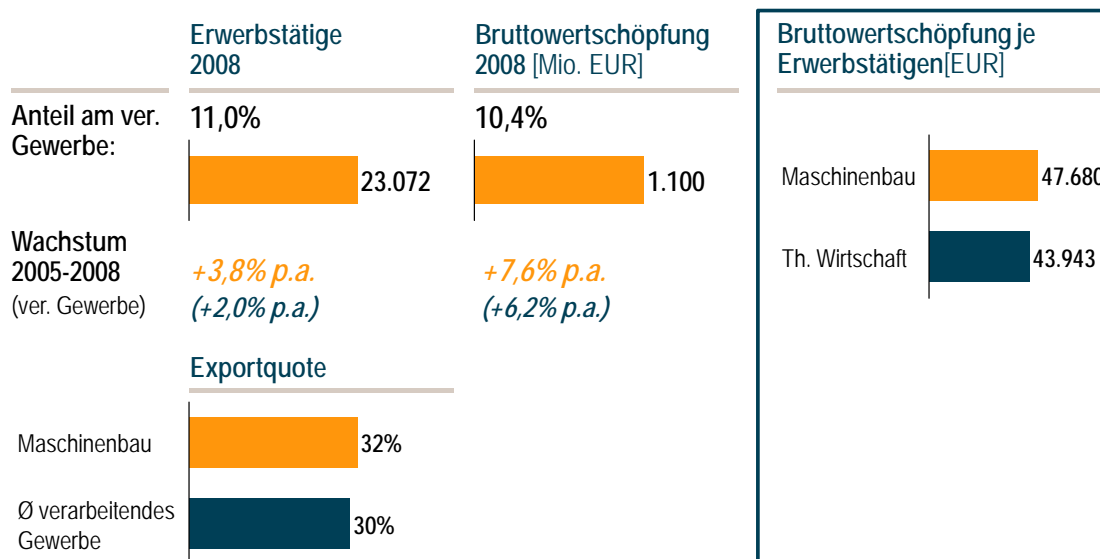 Erwerbstätige
2008
Bruttowertschöpfung
2008 [Mio. EUR]
Bruttowertschöpfung je
Erwerbstätigen[EUR]
Anteil am ver.
Gewerbe:
11,0%
10,4%
23.072
1.100
Maschinenbau
47.680
Th. Wirtschaft
43.943
Wachstum
2005-2008
(ver. Gewerbe)
+3,8% p.a.
(+2,0% p.a.)
+7,6% p.a.
(+6,2% p.a.)
Exportquote
Maschinenbau
32%
Ø verarbeitendes
Gewerbe
30%